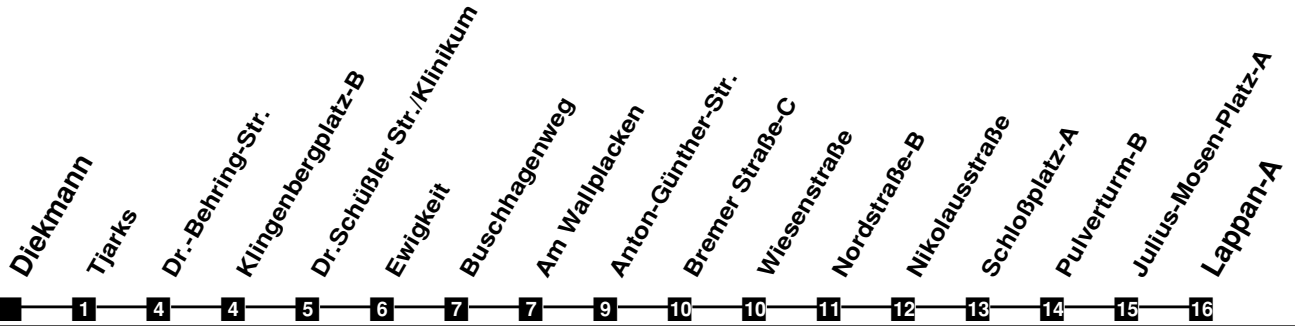 Diekmann
Tjarks
Dr.-Behring-Str.
Klingenbergplatz-B
Dr.Schüßler Str./Klinikum
Ewigkeit
Buschhagenweg
Am Wallplacken
Anton-Günther-Str.
Bremer Straße-C
Wiesenstraße
Nordstraße-B
Nikolausstraße
Schloßplatz-A
Pulverturm-B
Julius-Mosen-Platz-A
Lappan-A
1 4 4 5 6 7 7 9 10 10 11 12 13 14 15 16